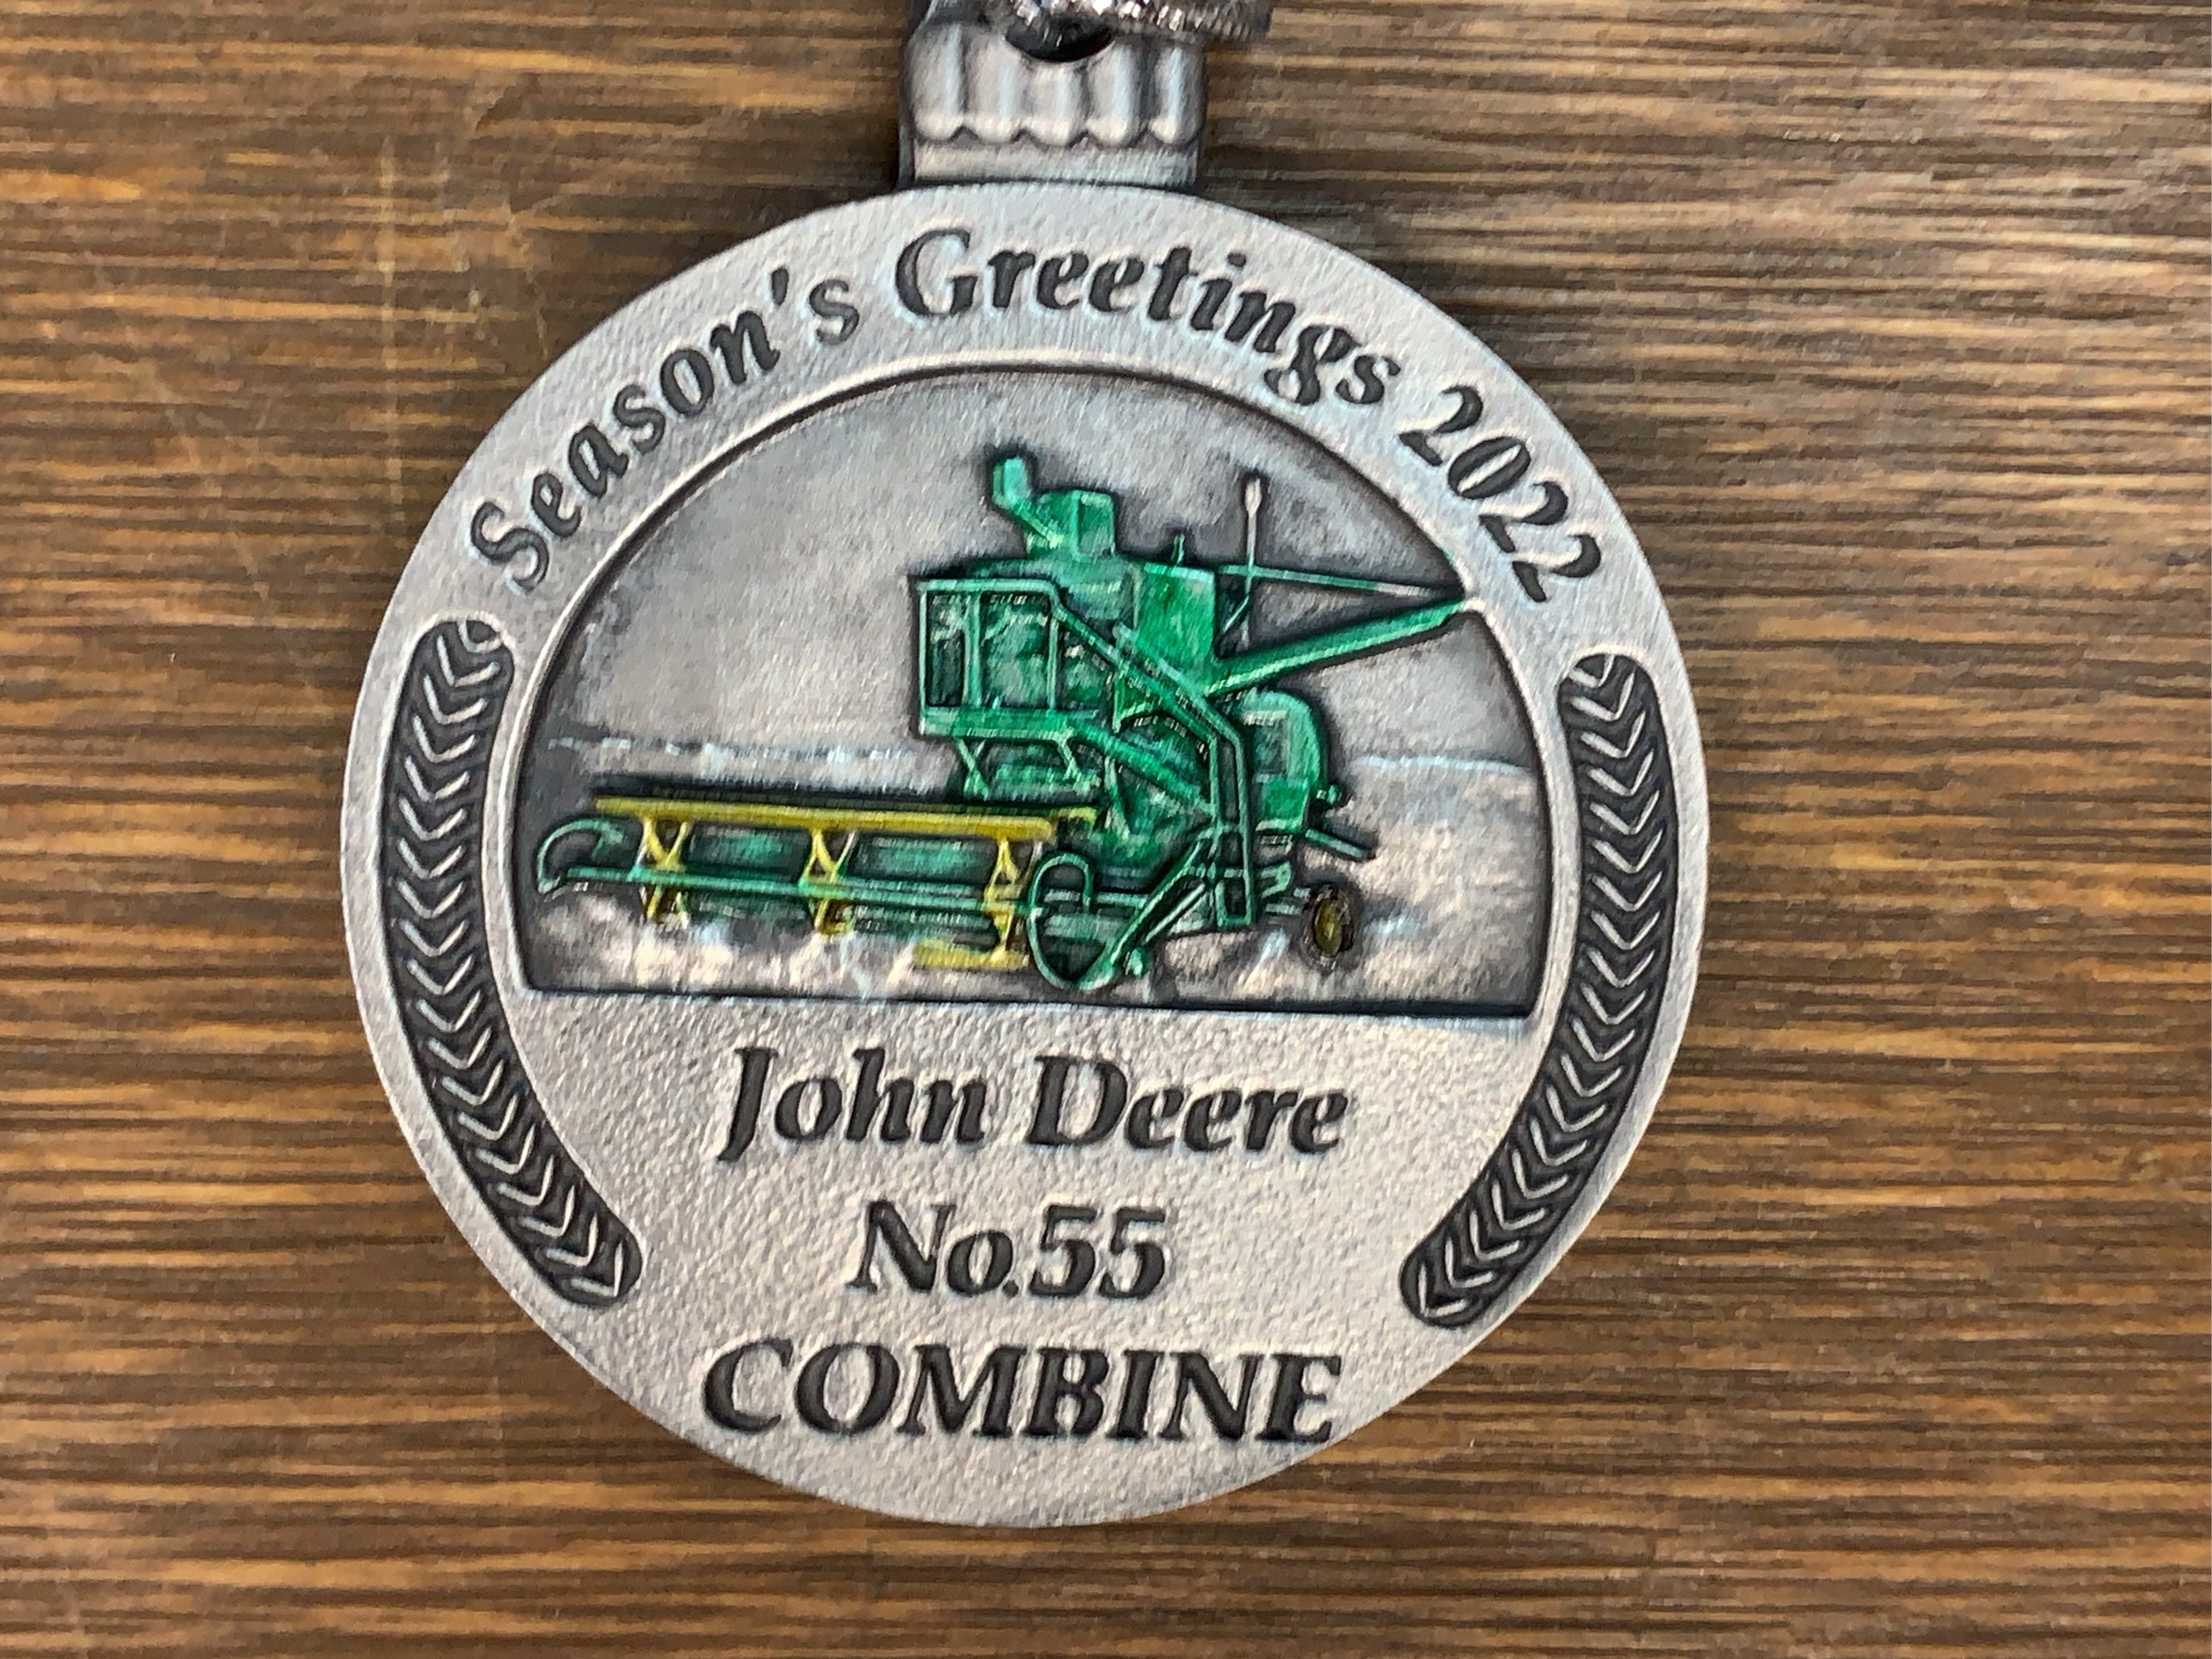 Season's Greetings 2022
John Deere
No.55
COMBINE